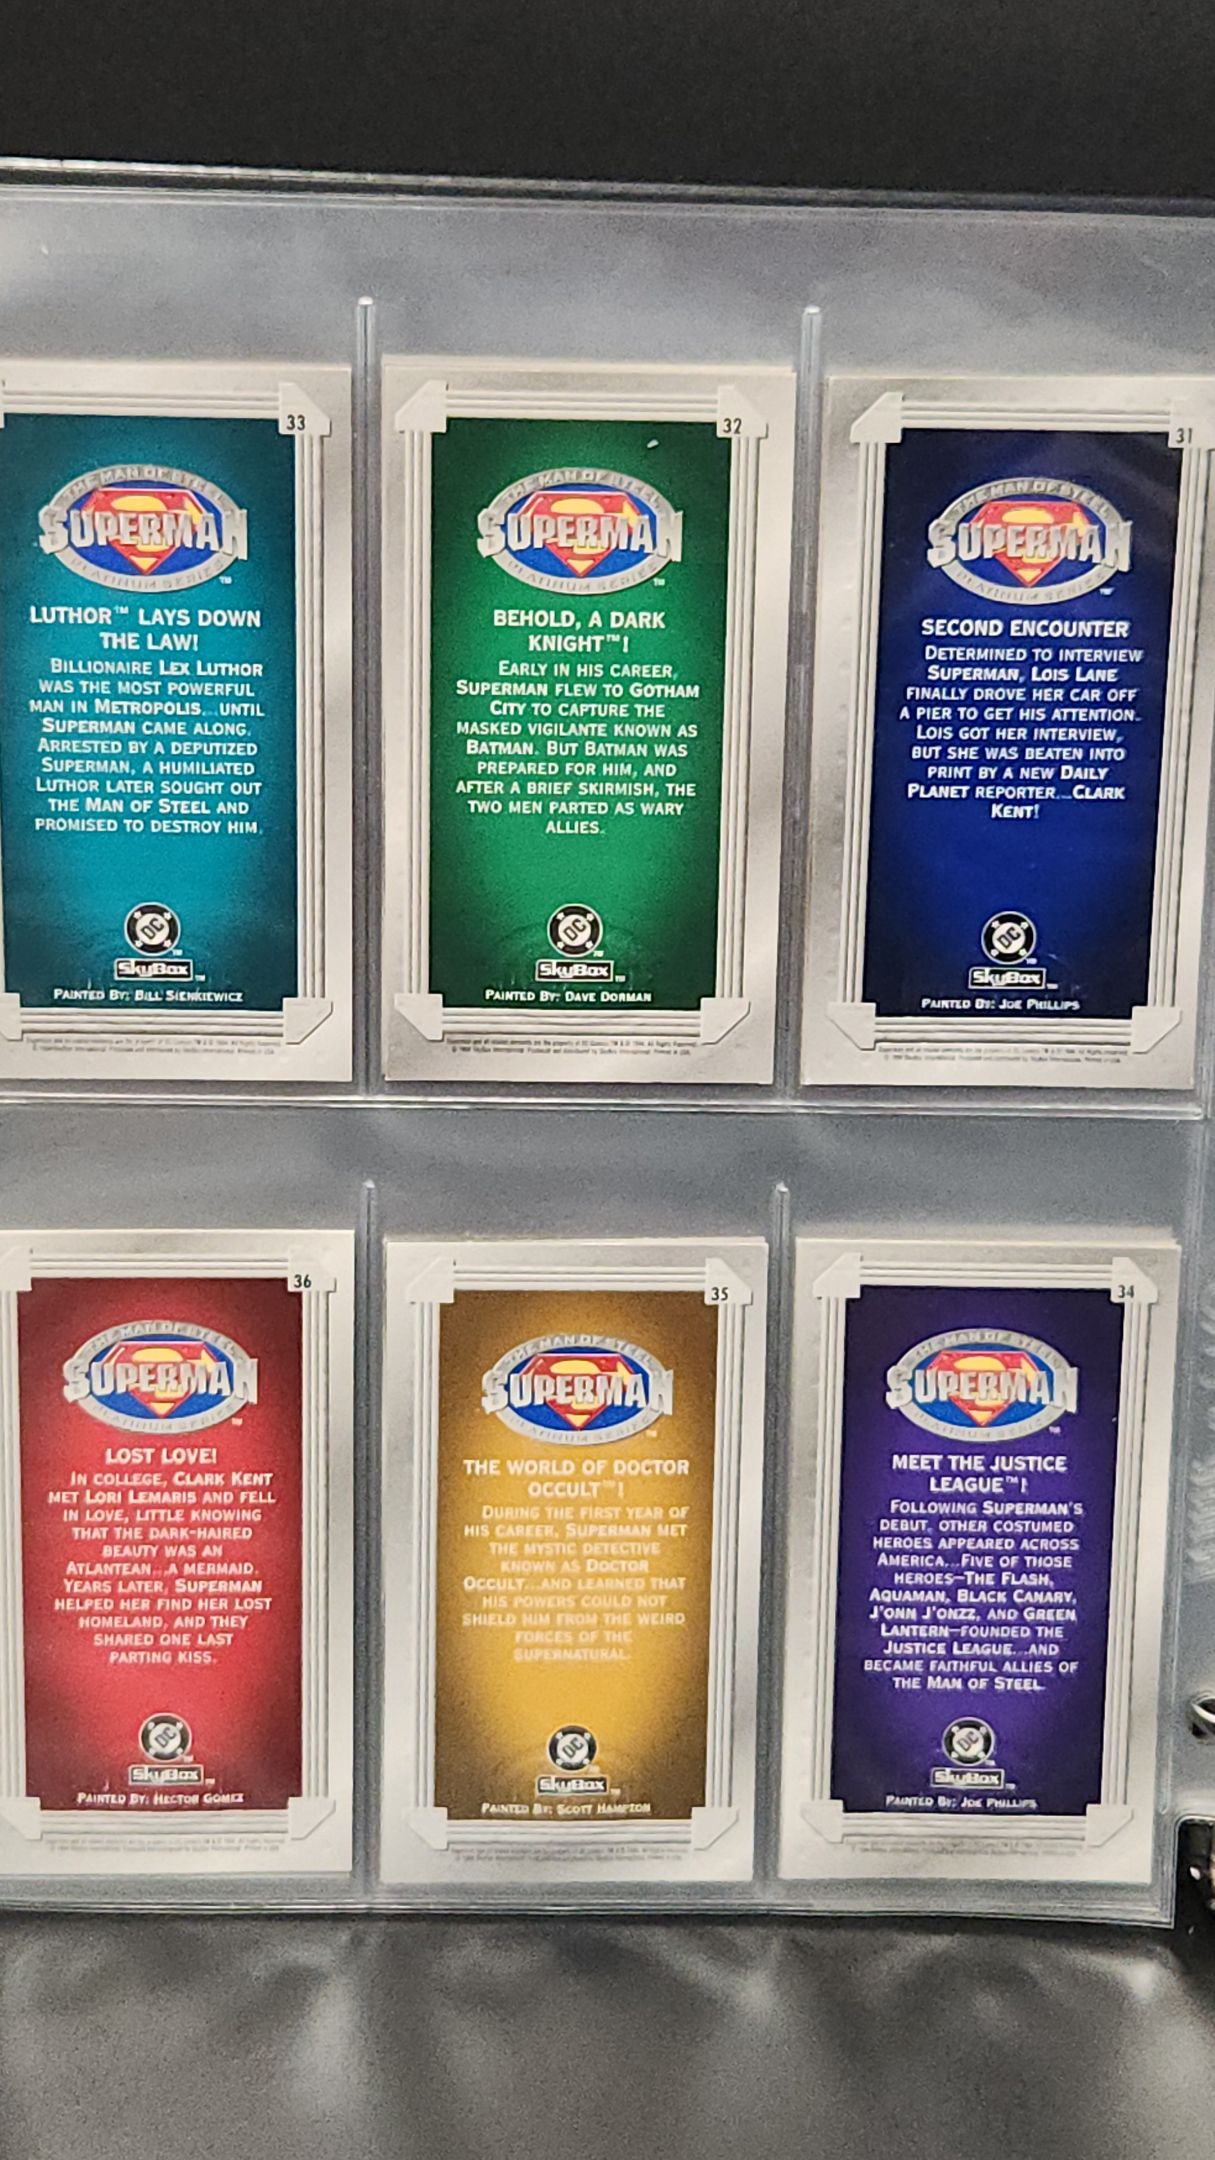 33
THE MAN OF STEEL
SUPERMAN
PLATINUM SERIES
TM
LUTHOR™ LAYS DOWN
THE LAW!
BILLIONAIRE LEX LUTHOR
WAS THE MOST POWERFUL
MAN IN METROPOLIS...UNTIL
SUPERMAN CAME ALONG.
ARRESTED BY A DEPUTIZED
SUPERMAN, A HUMILIATED
LUTHOR LATER SOUGHT OUT
THE MAN OF STEEL AND
PROMISED TO DESTROY HIM.
DC
SKYBOX
PAINTED BY: BILL SIENKIEWICZ
32
THE MAN OF STEEL
SUPERMAN
PLATINUM SERIES
TM
BEHOLD, A DARK
KNIGHT™!
EARLY IN HIS CAREER,
SUPERMAN FLEW TO GOTHAM
CITY TO CAPTURE THE
MASKED VIGILANTE KNOWN AS
BATMAN. BUT BATMAN WAS
PREPARED FOR HIM, AND
AFTER A BRIEF SKIRMISH, THE
TWO MEN PARTED AS WARY
ALLIES.
DC
SKYBOX
PAINTED BY: DAVE DORMAN
31
THE MAN OF STEEL
SUPERMAN
PLATINUM SERIES
TM
SECOND ENCOUNTER
DETERMINED TO INTERVIEW
SUPERMAN, LOIS LANE
FINALLY DROVE HER CAR OFF
A PIER TO GET HIS ATTENTION.
LOIS GOT HER INTERVIEW,
BUT SHE WAS BEATEN INTO
PRINT BY A NEW DAILY
PLANET REPORTER...CLARK
KENT!
DC
SKYBOX
PAINTED BY: JOE PHILLIPS
36
THE MAN OF STEEL
SUPERMAN
PLATINUM SERIES
TM
LOST LOVE!
IN COLLEGE, CLARK KENT
MET LORI LEMARIS AND FELL
IN LOVE, LITTLE KNOWING
THAT THE DARK-HAIRED
BEAUTY WAS AN
ATLANTEAN...A MERMAID.
YEARS LATER, SUPERMAN
HELPED HER FIND HER LOST
HOMELAND, AND THEY
SHARED ONE LAST
PARTING KISS.
DC
SKYBOX
PAINTED BY: HECTOR GOMEZ
35
THE MAN OF STEEL
SUPERMAN
PLATINUM SERIES
TM
THE WORLD OF DOCTOR
OCCULT™!
DURING THE FIRST YEAR OF
HIS CAREER, SUPERMAN MET
THE MYSTIC DETECTIVE
KNOWN AS DOCTOR
OCCULT...AND LEARNED THAT
HIS POWERS COULD NOT
SHIELD HIM FROM THE WEIRD
FORCES OF THE
SUPERNATURAL.
DC
SKYBOX
PAINTED BY: SCOTT HAMPTON
34
THE MAN OF STEEL
SUPERMAN
PLATINUM SERIES
TM
MEET THE JUSTICE
LEAGUE™!
FOLLOWING SUPERMAN'S
DEBUT, OTHER COSTUMED
HEROES APPEARED ACROSS
AMERICA...FIVE OF THOSE
HEROES—THE FLASH,
AQUAMAN, BLACK CANARY,
J'ONN J'ONZZ, AND GREEN
LANTERN—FOUNDED THE
JUSTICE LEAGUE...AND
BECAME FAITHFUL ALLIES OF
THE MAN OF STEEL.
DC
SKYBOX
PAINTED BY: JOE PHILLIPS